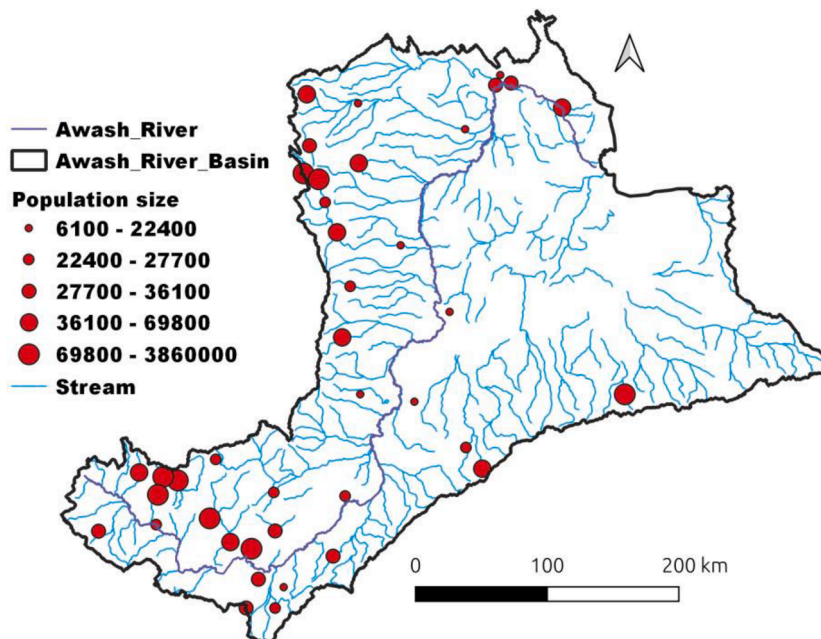 Awash_River
Awash_River_Basin
Population size
6100 - 22400
22400 - 27700
27700 - 36100
36100 - 69800
69800 - 3860000
Stream
0 100 200 km